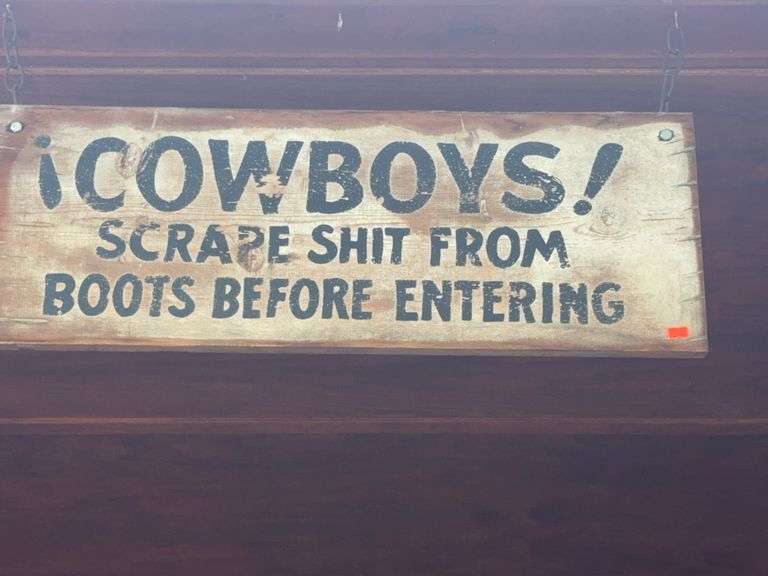 ¡COWBOYS!
SCRAPE SHIT FROM
BOOTS BEFORE ENTERING